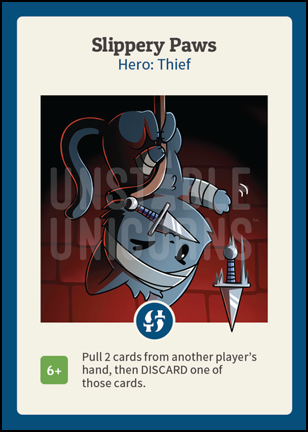 Slippery Paws
Hero: Thief
UNSTABLE
UNICORNS™
6+
Pull 2 cards from another player's
hand, then DISCARD one of
those cards.